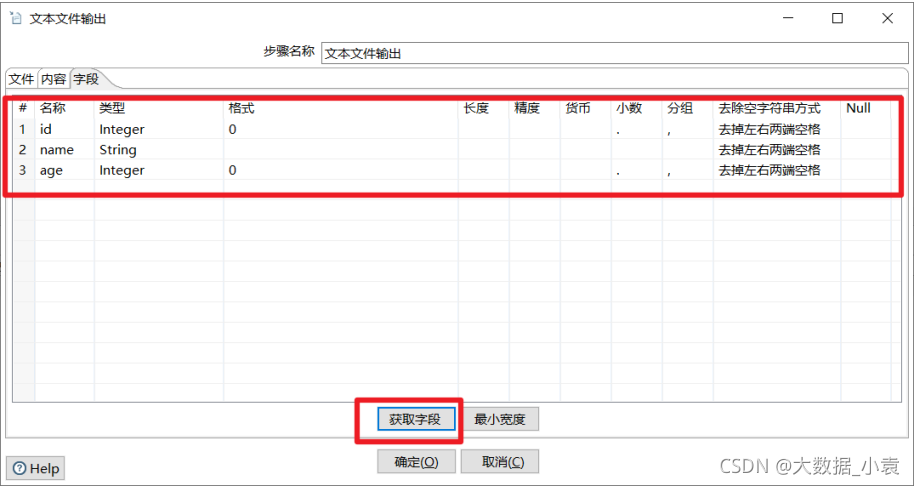 文本文件输出
步骤名称 文本文件输出
文件 内容 字段
# 名称 类型 格式 长度 精度 货币 小数 分组 去除空字符串方式 Null
1 id Integer 0 . , 去掉左右两端空格
2 name String 去掉左右两端空格
3 age Integer 0 . , 去掉左右两端空格
获取字段 最小宽度
确定(O) 取消(C)
Help
CSDN @大数据_小袁